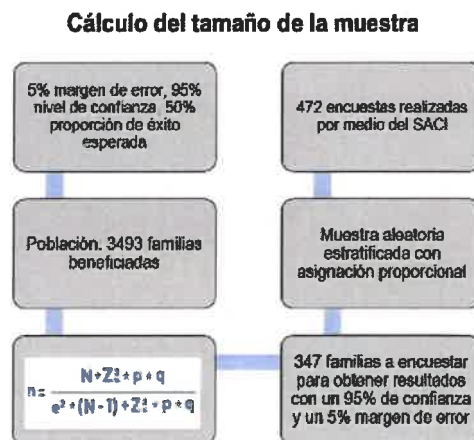 Cálculo del tamaño de la muestra
5% margen de error, 95%
nivel de confianza, 50%
proporción de éxito
esperada
Población. 3493 familias
beneficiadas
n= N*Z²*p*q
e²*(N-1)+Z²*p*q
347 familias a encuestar
para obtener resultados
con un 95% de confianza
y un 5% margen de error
Muestra aleatoria
estratificada con
asignación proporcional
472 encuestas realizadas
por medio del SACI